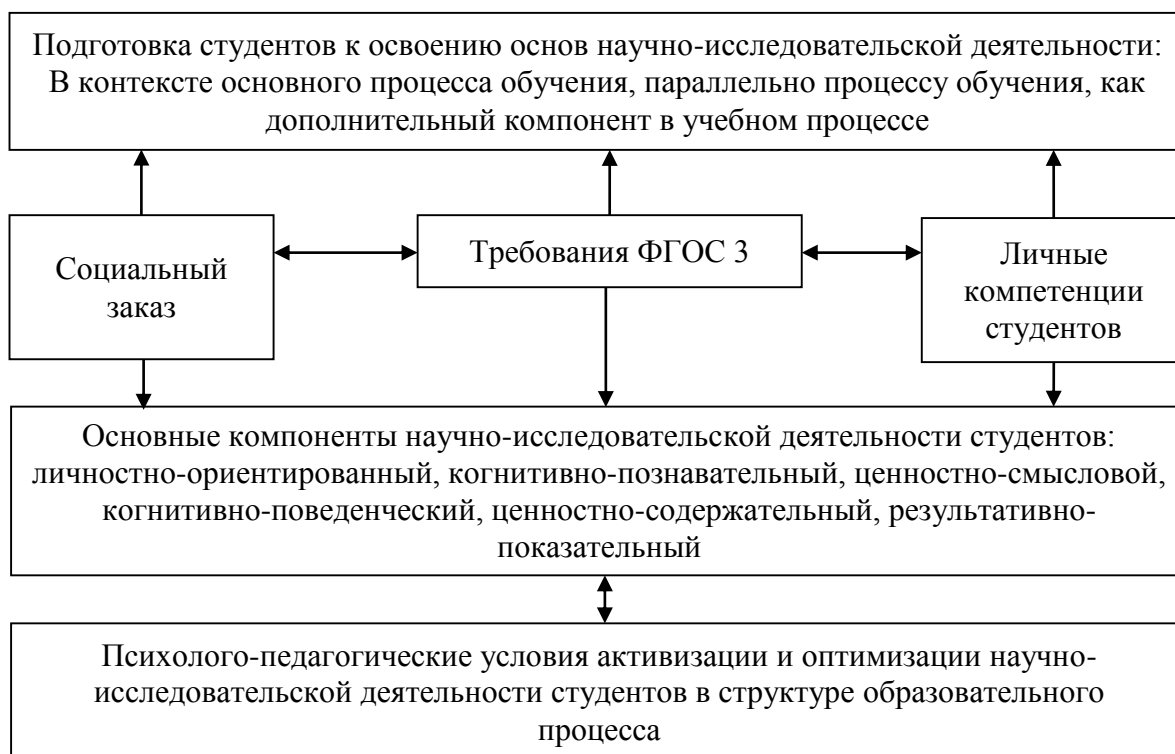 Подготовка студентов к освоению основ научно-исследовательской деятельности:
В контексте основного процесса обучения, параллельно процессу обучения, как
дополнительный компонент в учебном процессе
Социальный
заказ
Требования ФГОС 3
Личные
компетенции
студентов
Основные компоненты научно-исследовательской деятельности студентов:
личностно-ориентированный, когнитивно-познавательный, ценностно-смысловой,
когнитивно-поведенческий, ценностно-содержательный, результативно-
показательный
Психолого-педагогические условия активизации и оптимизации научно-
исследовательской деятельности студентов в структуре образовательного
процесса